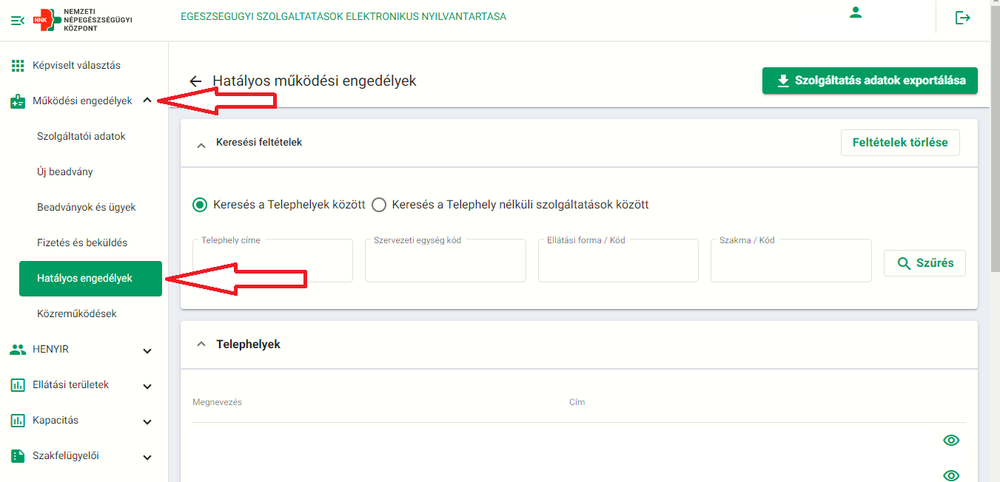 NNK
NEMZETI
NÉPEGÉSZSÉGÜGYI
KÖZPONT
EGESZSEGUGYI SZOLGALTATASOK ELEKTRONIKUS NYILVANTARTASA
Képviselt választás
Működési engedélyek
Szolgáltatói adatok
Új beadvány
Beadványok és ügyek
Fizetés és beküldés
Hatályos engedélyek
Közreműködések
HENYIR
Ellátási területek
Kapacitás
Szakfelügyelői
Hatályos működési engedélyek
Szolgáltatás adatok exportálása
Keresési feltételek
Feltételek törlése
Keresés a Telephelyek között
Keresés a Telephely nélküli szolgáltatások között
Telephely címe
Szervezeti egység kód
Ellátási forma / Kód
Szakma / Kód
Szűrés
Telephelyek
Megnevezés
Cím